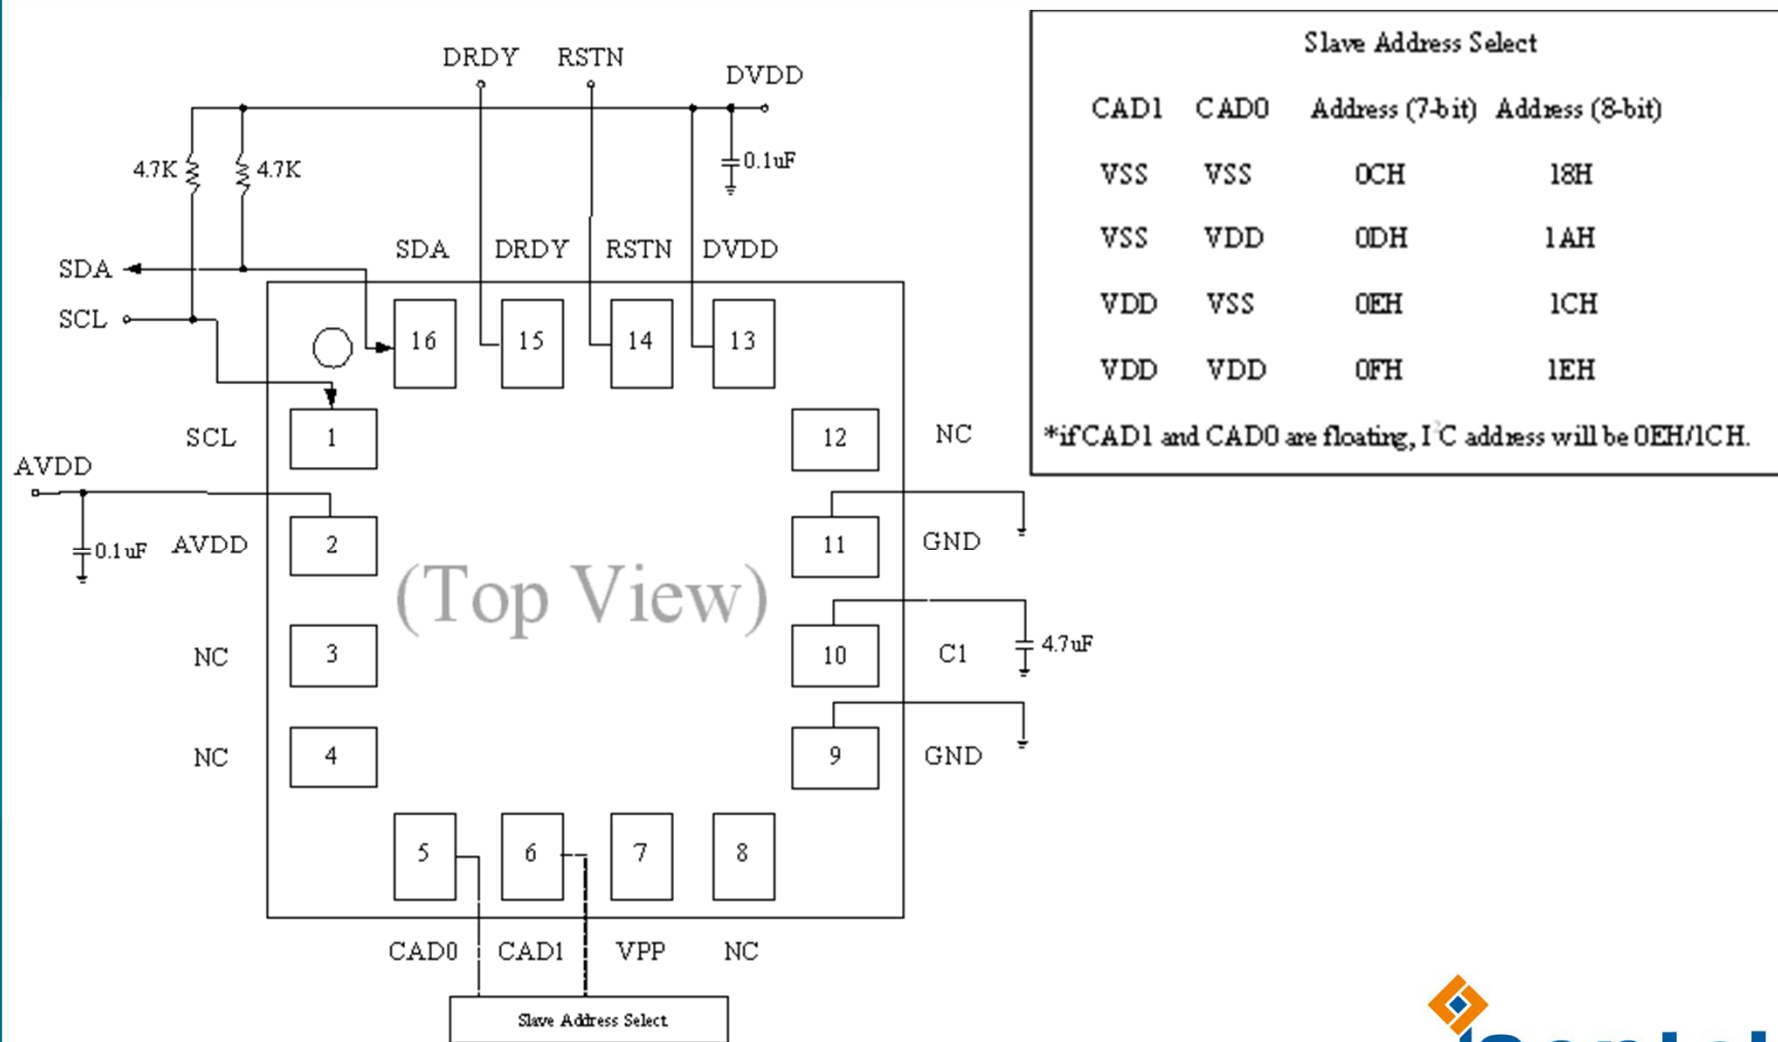 DRDY RSTN
DVDD
4.7K 4.7K 0.1uF
SDA DRDY RSTN DVDD
SDA
SCL
16 15 14 13
SCL 1 12 NC
AVDD
0.1uF AVDD 2 11 GND
(Top View)
NC 3 10 C1 4.7uF
NC 4 9 GND
5 6 7 8
CAD0 CAD1 VPP NC
Slave Address Select
Slave Address Select
CAD1 CAD0 Address (7-bit) Address (8-bit)
VSS VSS 0CH 18H
VSS VDD 0DH 1AH
VDD VSS 0EH 1CH
VDD VDD 0FH 1EH
*if CAD1 and CAD0 are floating, I²C address will be 0EH/1CH.